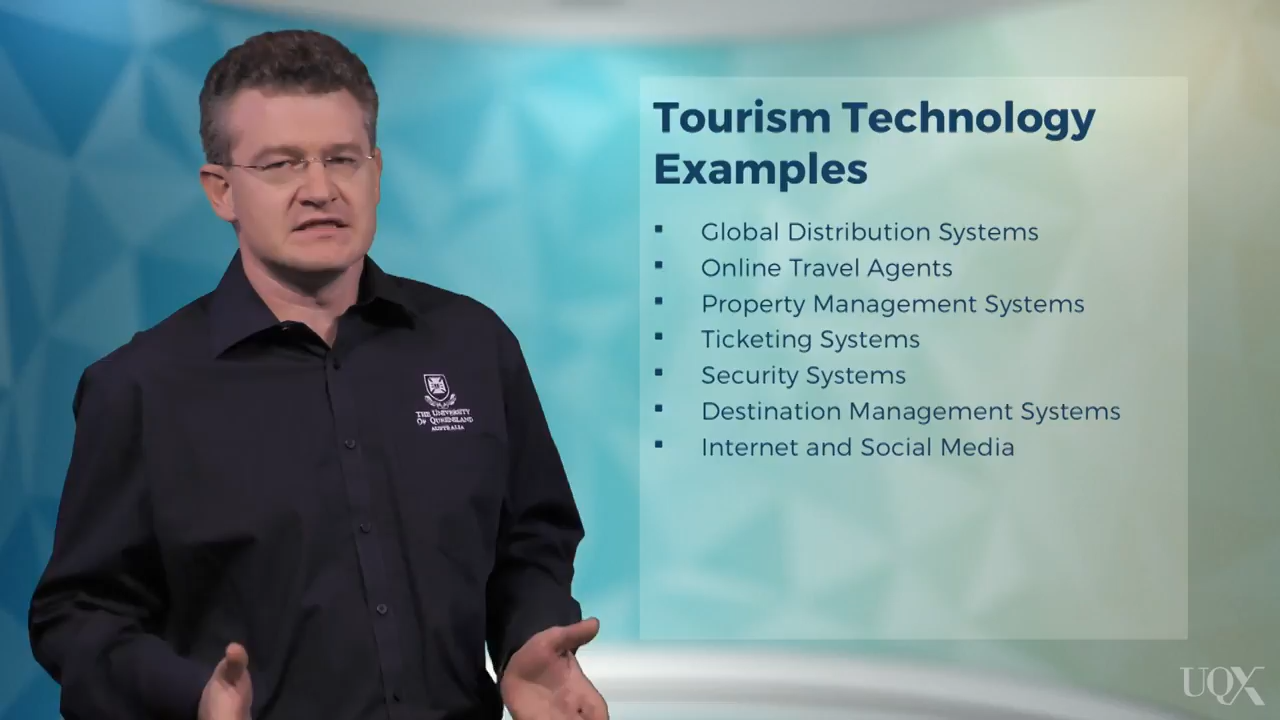 Tourism Technology
Examples
▪ Global Distribution Systems
▪ Online Travel Agents
▪ Property Management Systems
▪ Ticketing Systems
▪ Security Systems
▪ Destination Management Systems
▪ Internet and Social Media
THE UNIVERSITY
OF QUEENSLAND
AUSTRALIA
UQX